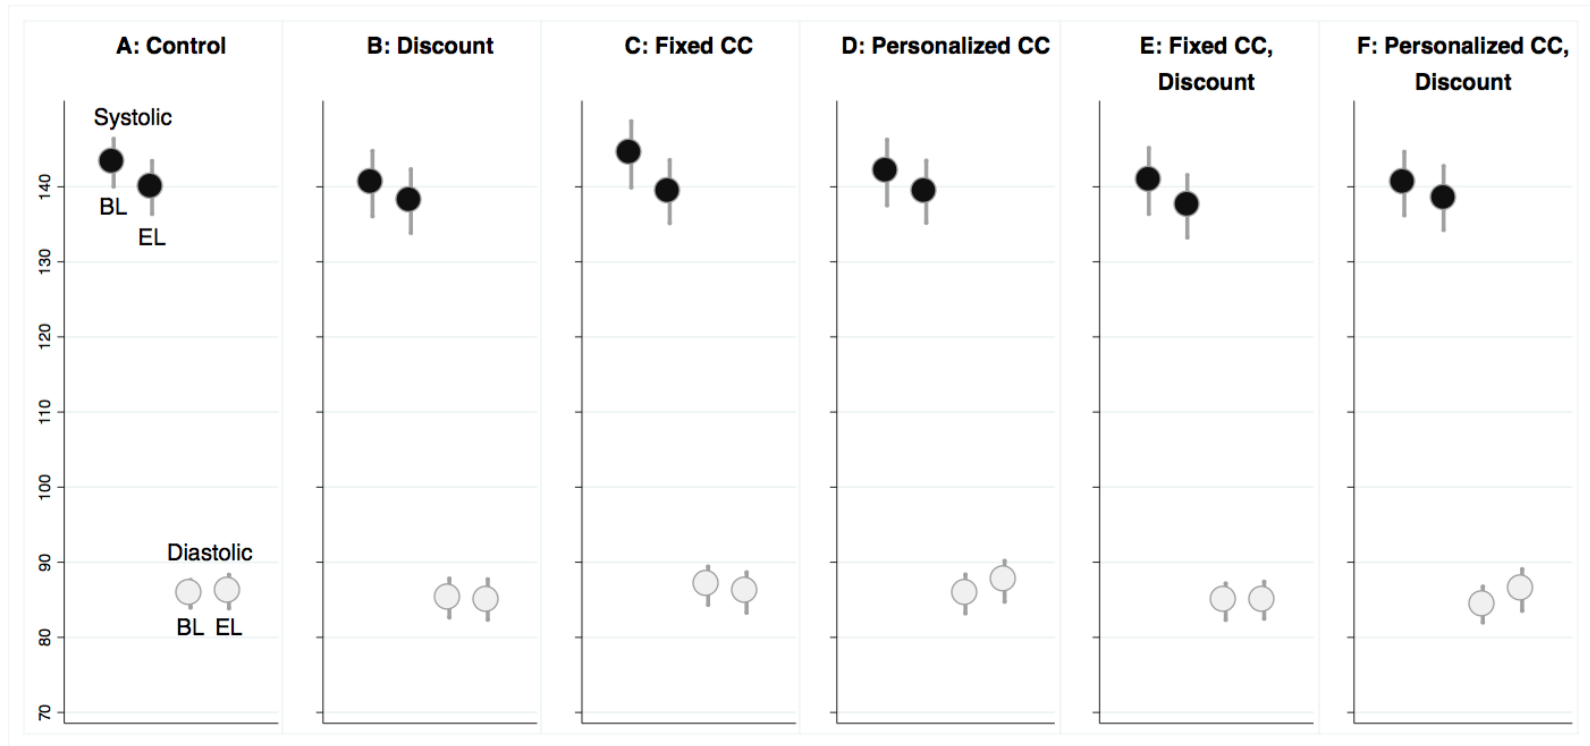 A: Control
B: Discount
C: Fixed CC
D: Personalized CC
E: Fixed CC,
Discount
F: Personalized CC,
Discount
Systolic
BL
EL
Diastolic
BL EL
140
130
120
110
100
90
80
70